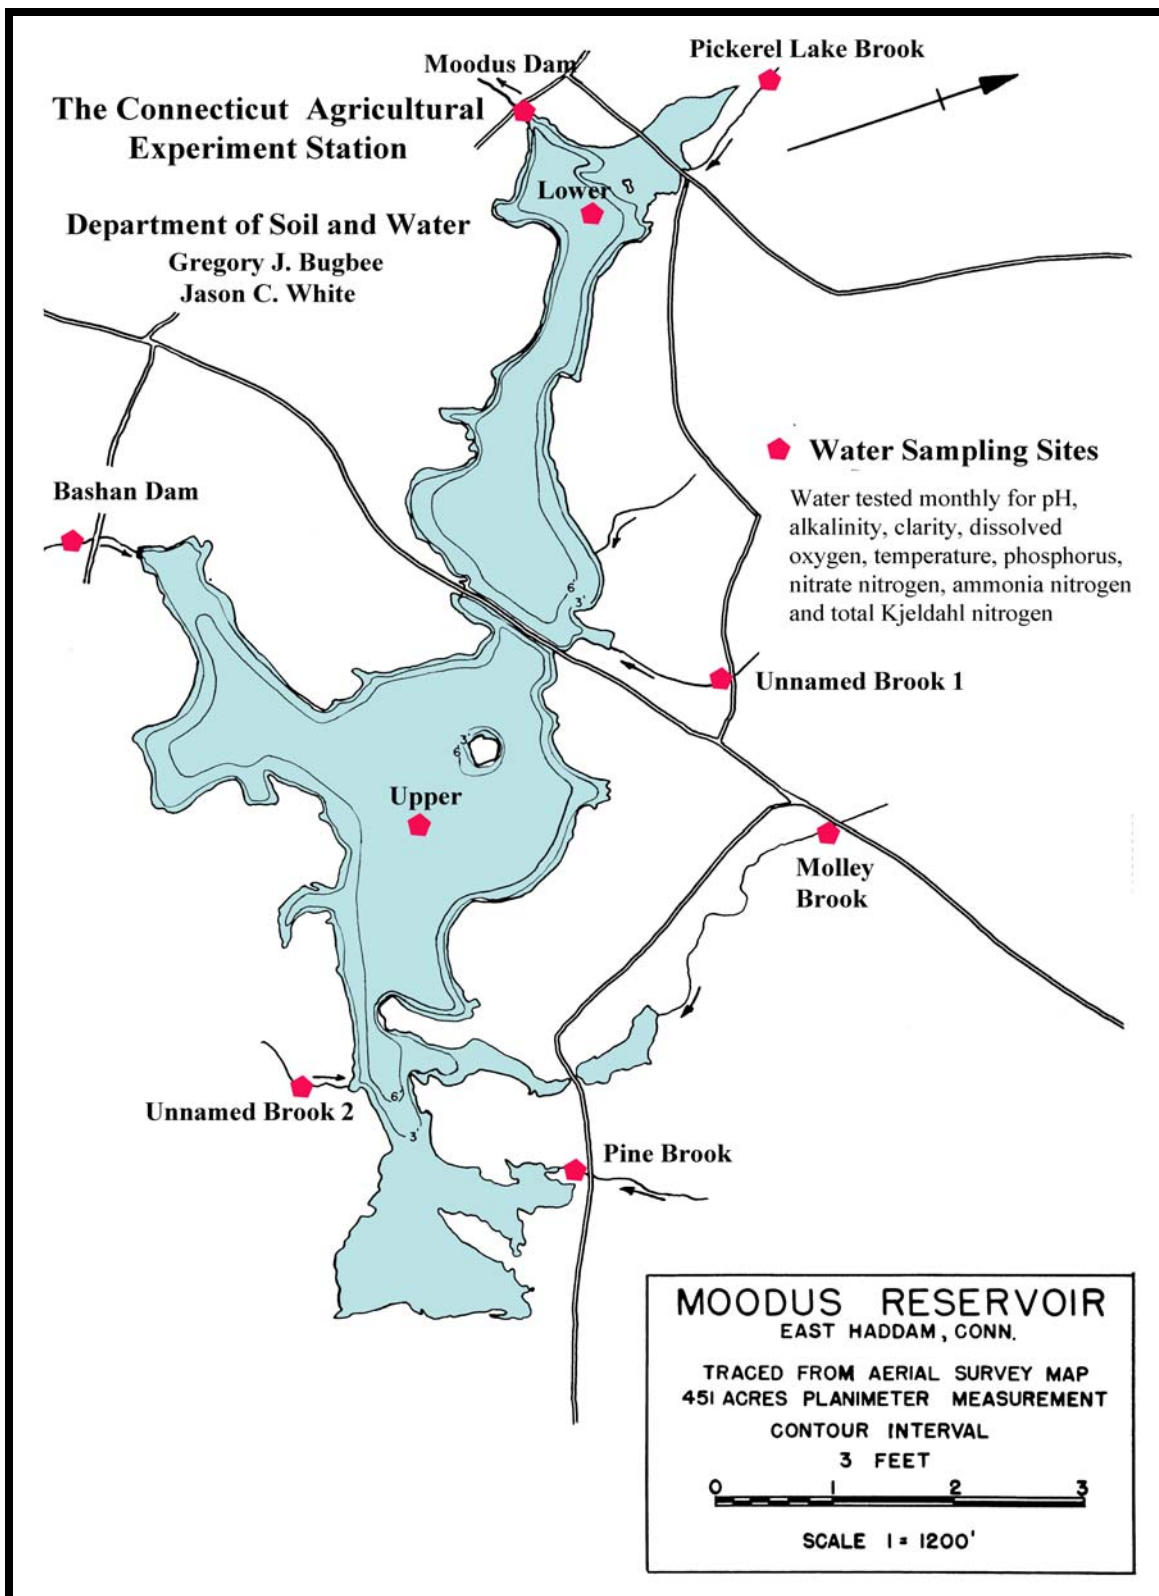 Moodus Dam
Pickerel Lake Brook
The Connecticut Agricultural
Experiment Station
Lower
Department of Soil and Water
Gregory J. Bugbee
Jason C. White
Water Sampling Sites
Bashan Dam
Water tested monthly for pH,
alkalinity, clarity, dissolved
oxygen, temperature, phosphorus,
nitrate nitrogen, ammonia nitrogen
and total Kjeldahl nitrogen
6'
3'
Unnamed Brook 1
3'
6'
Upper
Molley
Brook
6'
Unnamed Brook 2
3'
Pine Brook
MOODUS RESERVOIR
EAST HADDAM, CONN.
TRACED FROM AERIAL SURVEY MAP
451 ACRES PLANIMETER MEASUREMENT
CONTOUR INTERVAL
3 FEET
0 1 2 3
SCALE 1 = 1200'